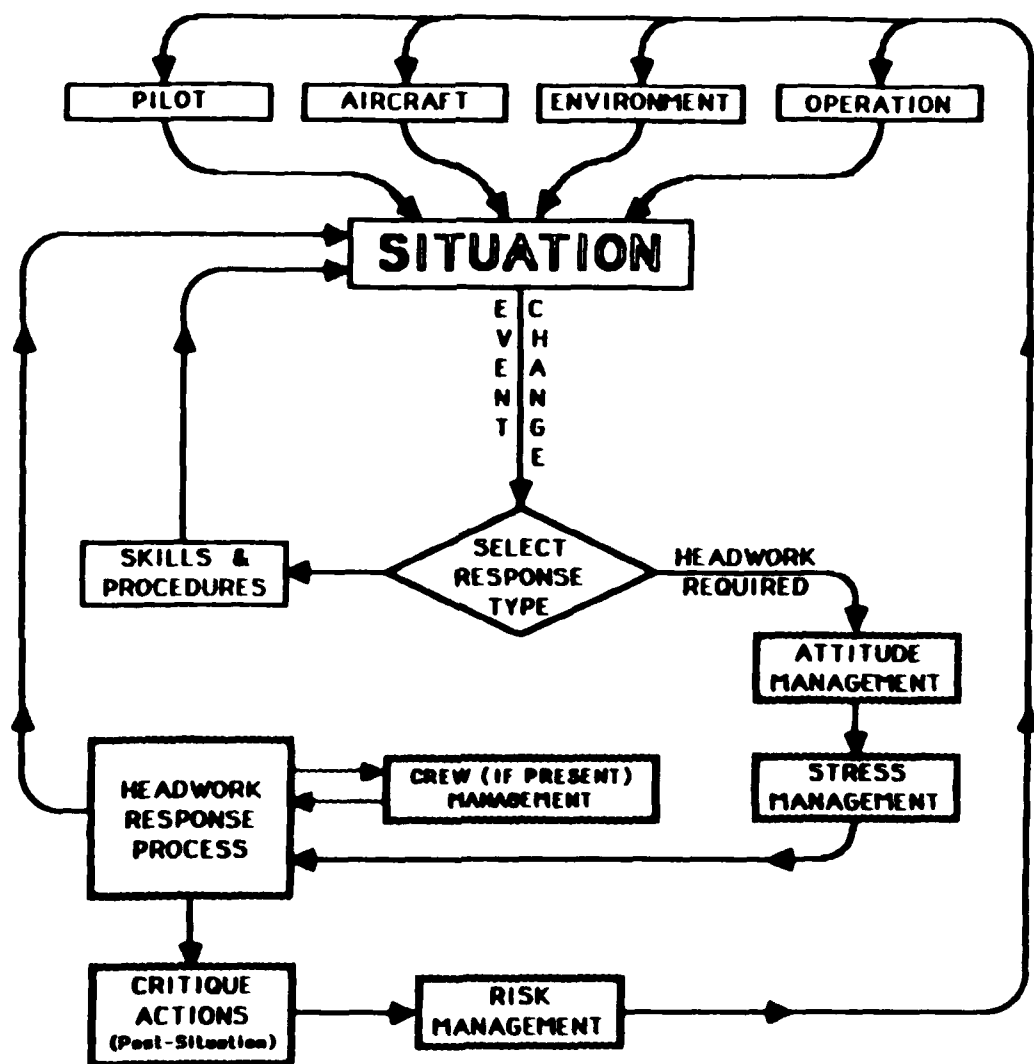 PILOT
AIRCRAFT
ENVIRONMENT
OPERATION
SITUATION
EVENT
CHANGE
SELECT
RESPONSE
TYPE
SKILLS &
PROCEDURES
HEADWORK
REQUIRED
ATTITUDE
MANAGEMENT
STRESS
MANAGEMENT
HEADWORK
RESPONSE
PROCESS
CREW (IF PRESENT)
MANAGEMENT
CRITIQUE
ACTIONS
(Post-Situation)
RISK
MANAGEMENT